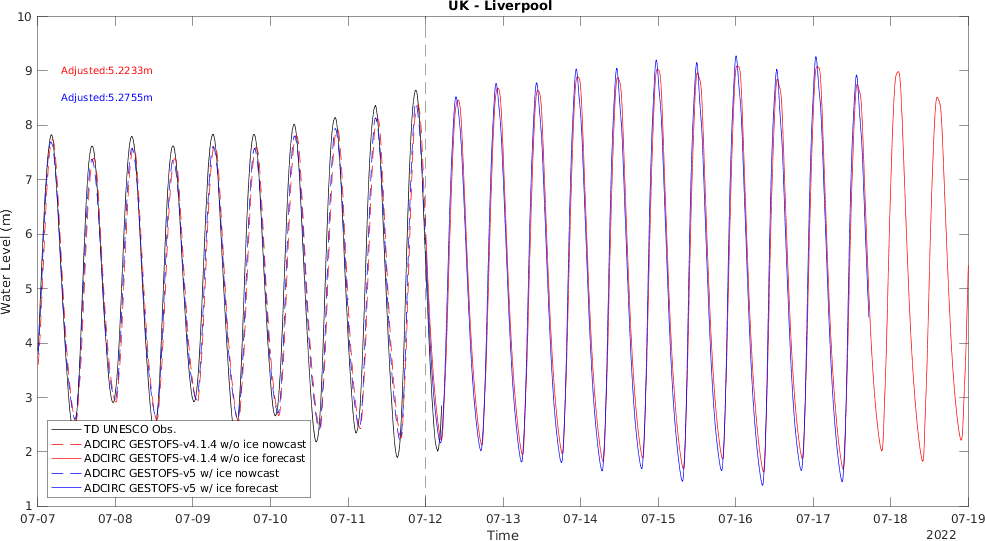 UK - Liverpool
10
9
8
7
6
5
4
3
2
1
Water Level (m)
Adjusted:5.2233m
Adjusted:5.2755m
TD UNESCO Obs.
ADCIRC GESTOFS-v4.1.4 w/o ice nowcast
ADCIRC GESTOFS-v4.1.4 w/o ice forecast
ADCIRC GESTOFS-v5 w/ ice nowcast
ADCIRC GESTOFS-v5 w/ ice forecast
07-07 07-08 07-09 07-10 07-11 07-12 07-13 07-14 07-15 07-16 07-17 07-18 07-19
Time
2022